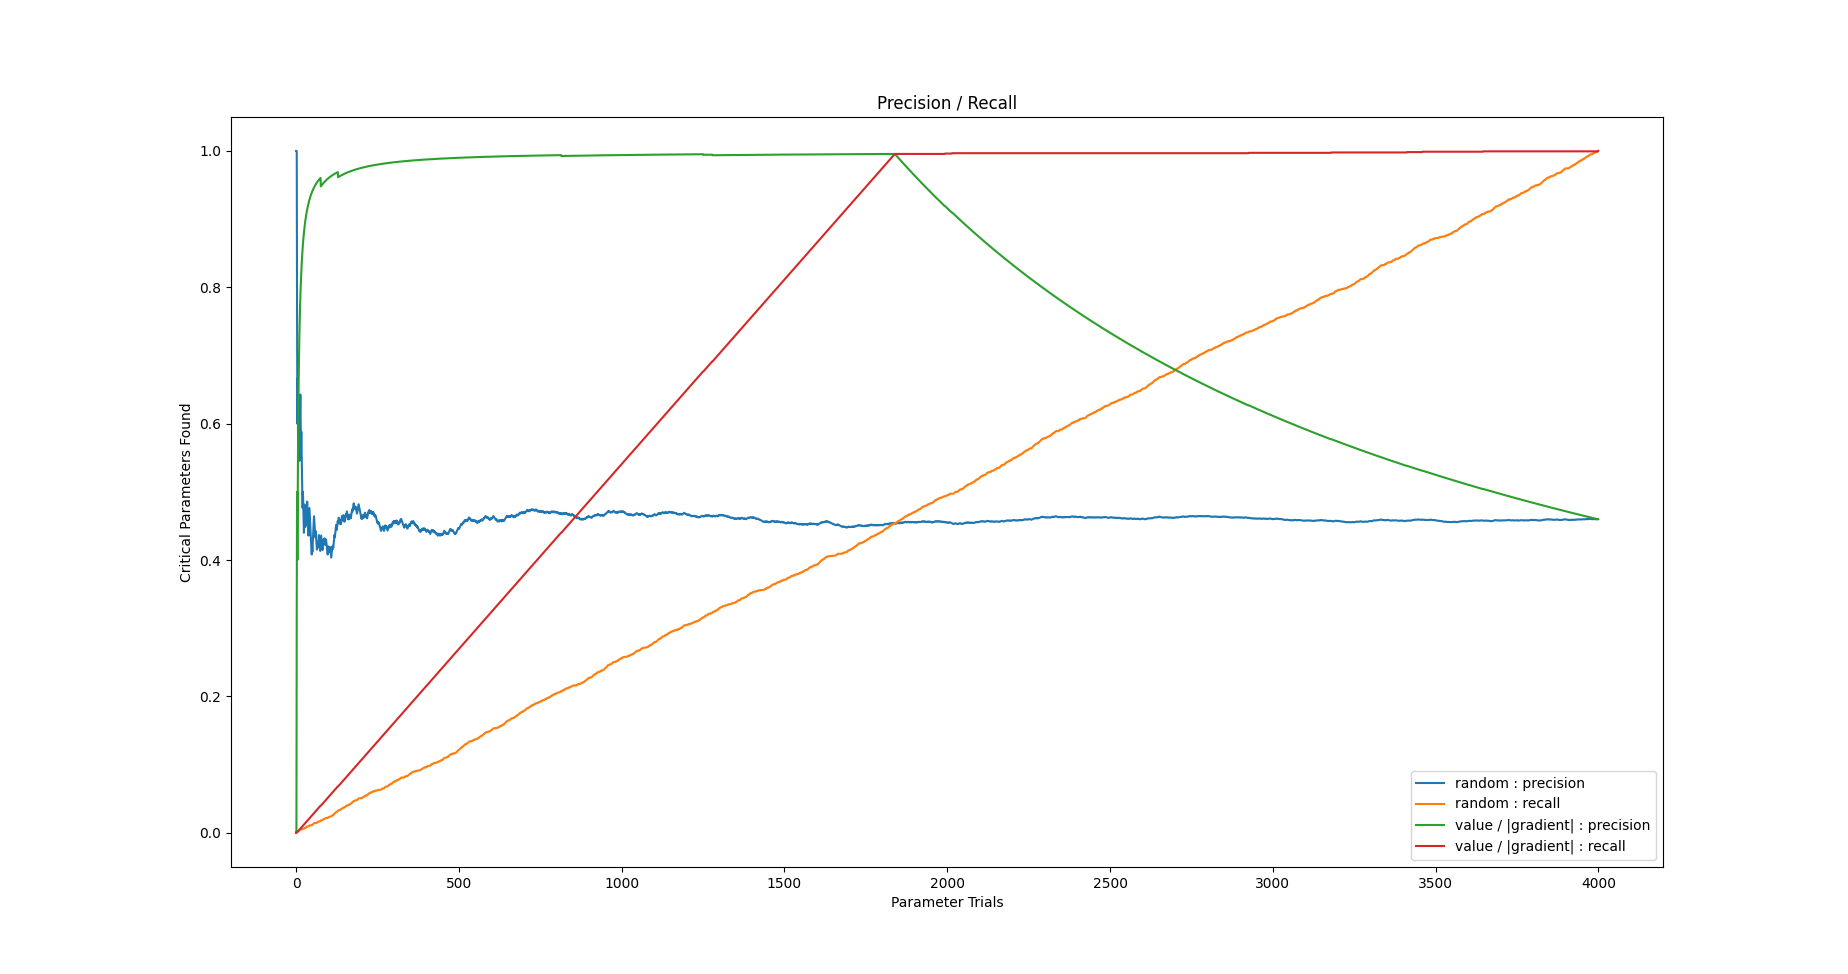 Precision / Recall
1.0
0.8
0.6
0.4
0.2
0.0
Critical Parameters Found
0 500 1000 1500 2000 2500 3000 3500 4000
Parameter Trials
random : precision
random : recall
value / |gradient| : precision
value / |gradient| : recall